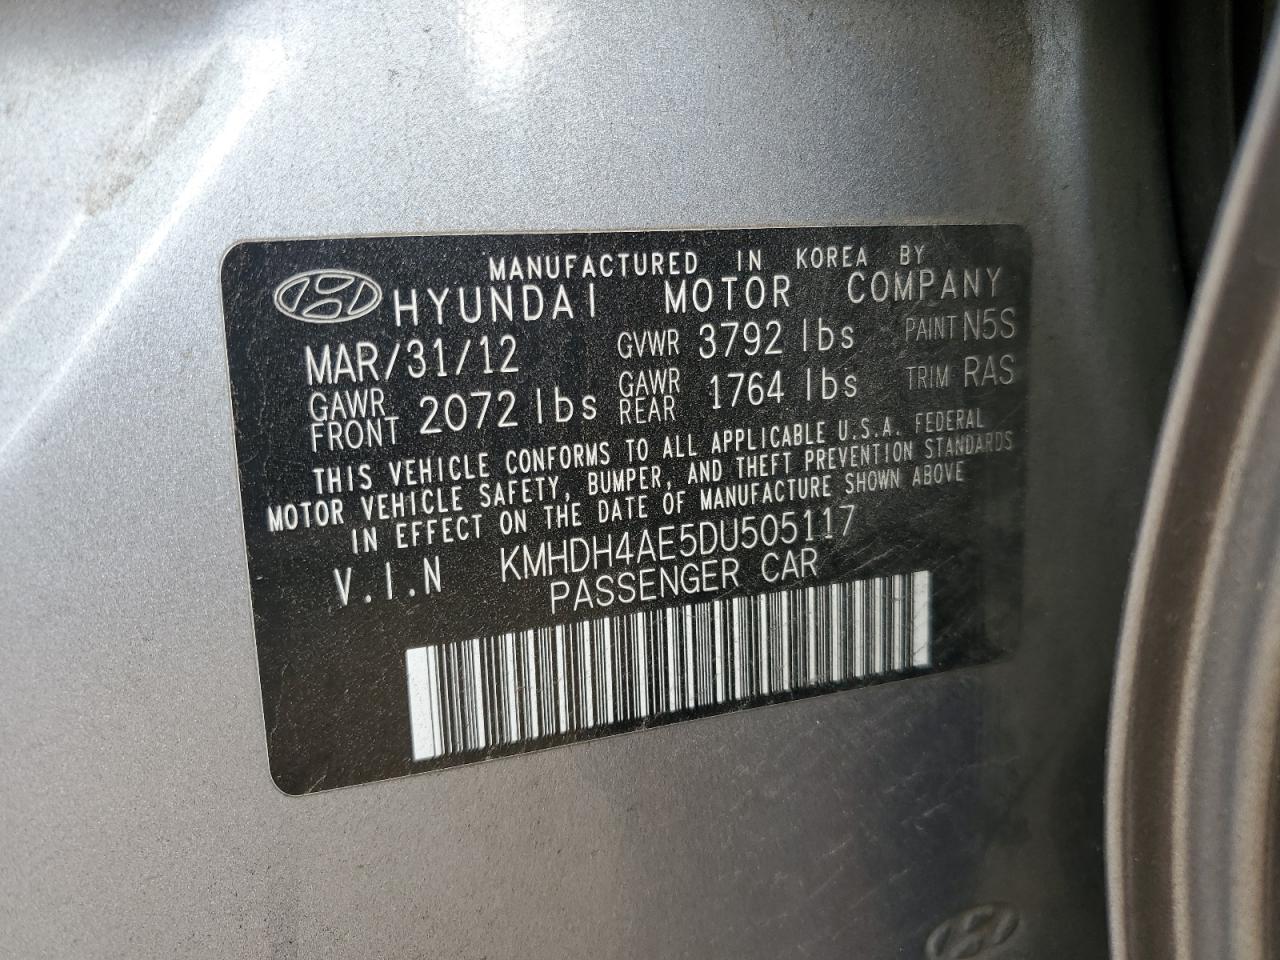 MANUFACTURED IN KOREA BY
HYUNDAI MOTOR COMPANY
MAR/31/12 GVWR 3792 lbs PAINT N5S
GAWR FRONT 2072 lbs GAWR REAR 1764 lbs TRIM RAS
THIS VEHICLE CONFORMS TO ALL APPLICABLE U.S.A. FEDERAL
MOTOR VEHICLE SAFETY, BUMPER, AND THEFT PREVENTION STANDARDS
IN EFFECT ON THE DATE OF MANUFACTURE SHOWN ABOVE
V.I.N KMHDH4AE5DU505117
PASSENGER CAR